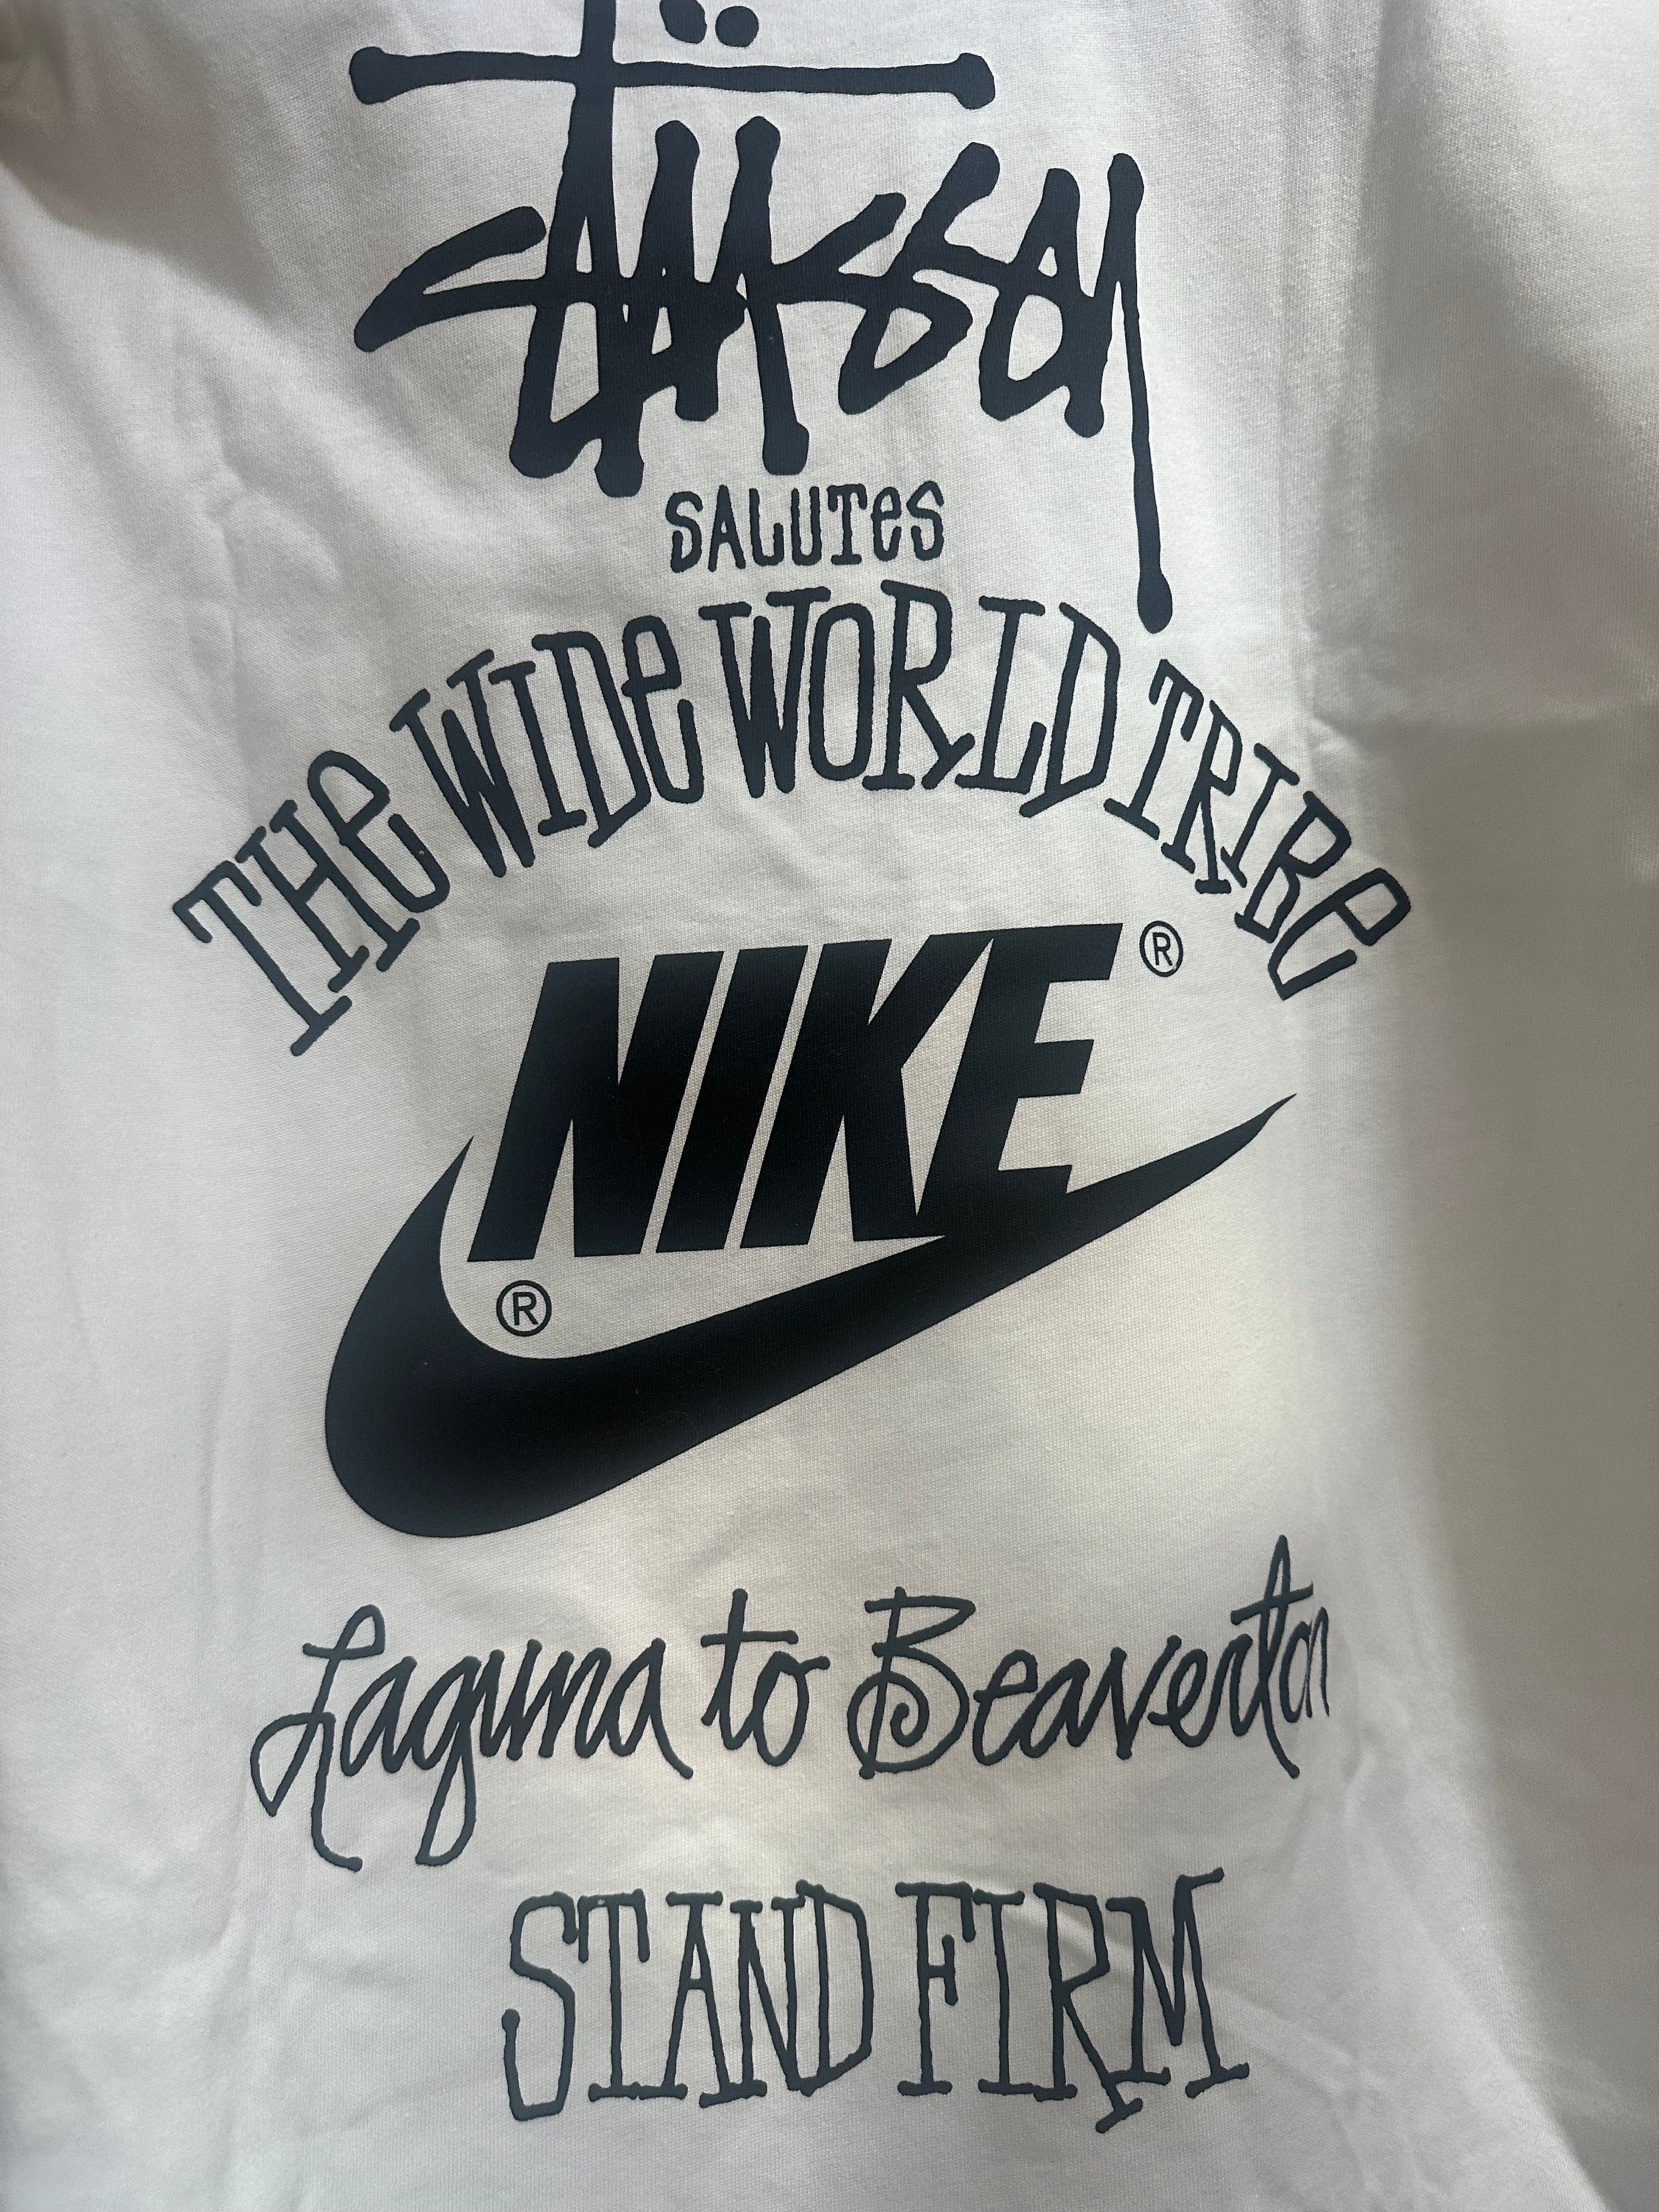 Stüssy
SALUTES
THE WIDE WORLD TRIBE
NIKE ®
®
Laguna to Beaverton
STAND FIRM